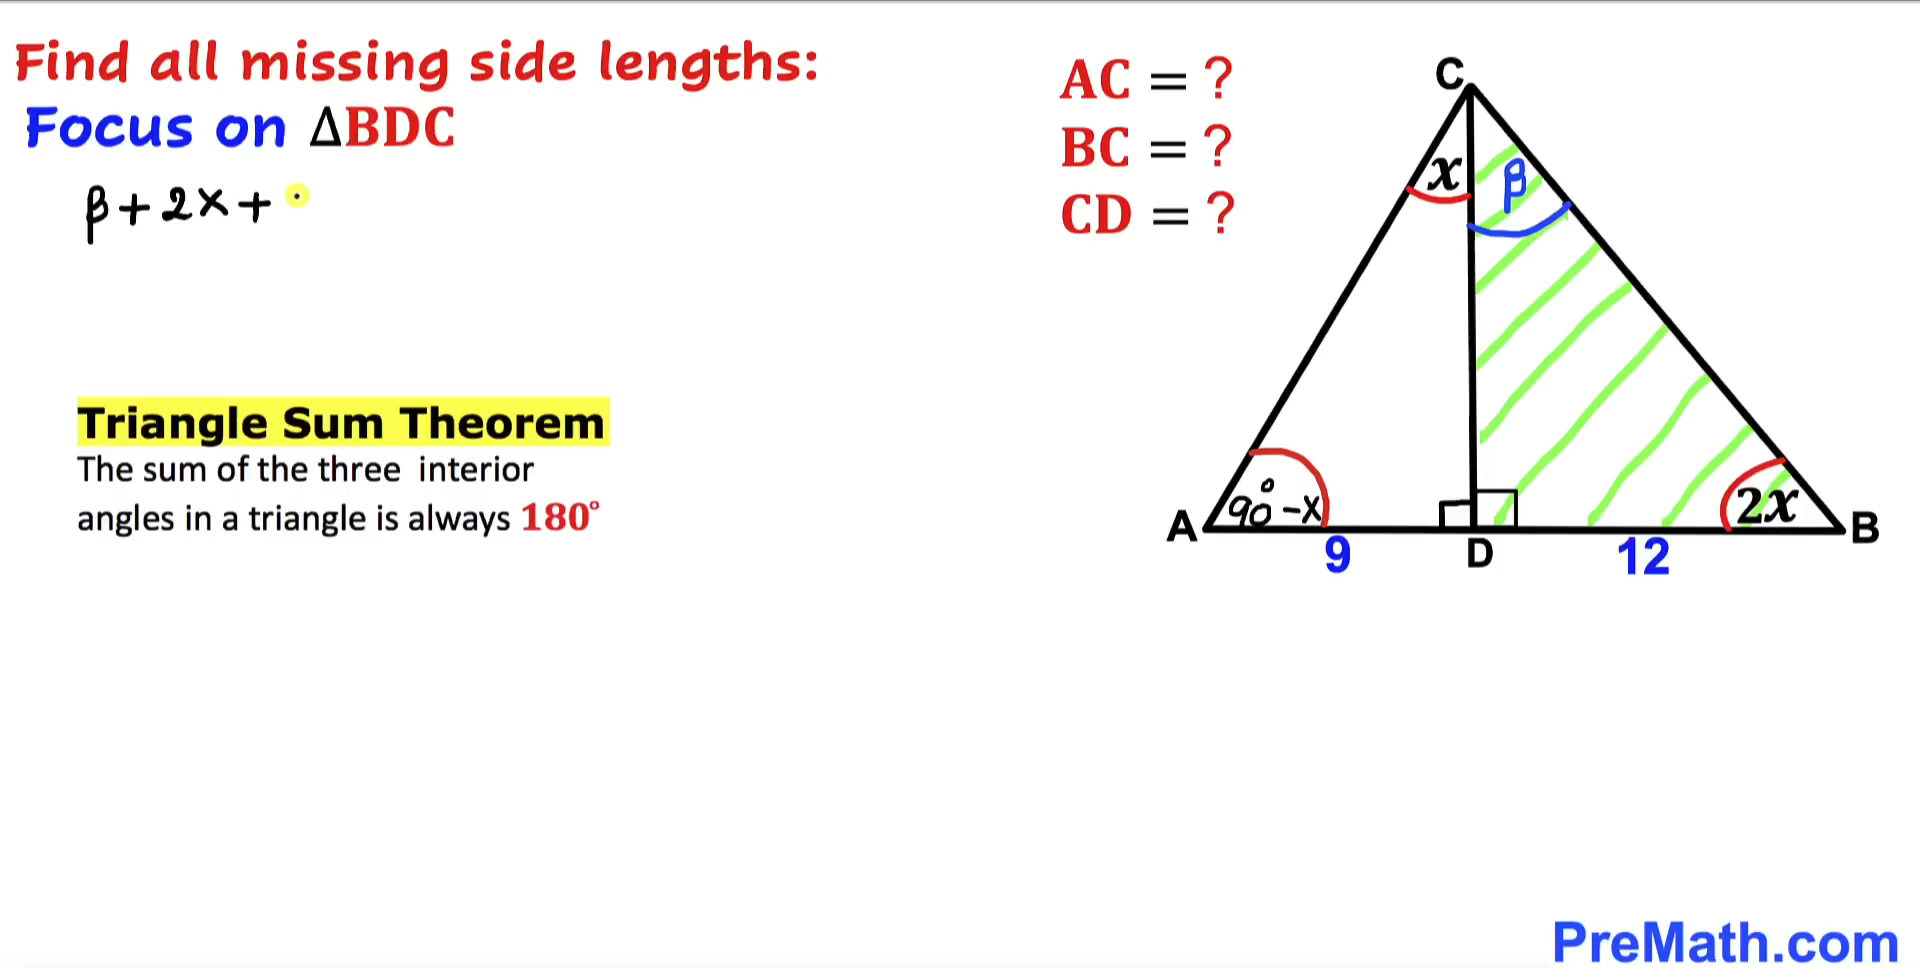 Find all missing side lengths:
Focus on ΔBDC
β+2x+
AC = ?
BC = ?
CD = ?
C
x
β
Triangle Sum Theorem
The sum of the three interior
angles in a triangle is always 180°
A
90°-x
2x
B
9
D
12
PreMath.com